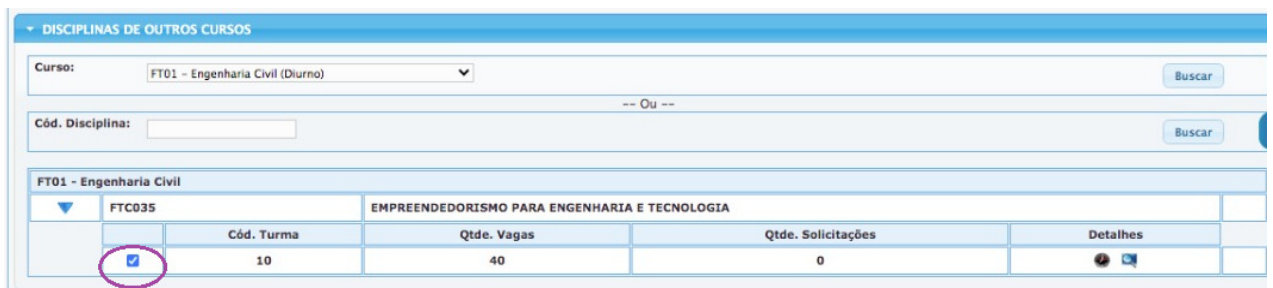 DISCIPLINAS DE OUTROS CURSOS
Curso: FT01 - Engenharia Civil (Diurno) Buscar
-- Ou --
Cód. Disciplina: Buscar
FT01 - Engenharia Civil
FTC035 EMPREENDEDORISMO PARA ENGENHARIA E TECNOLOGIA
Cód. Turma Qtde. Vagas Qtde. Solicitações Detalhes
10 40 0